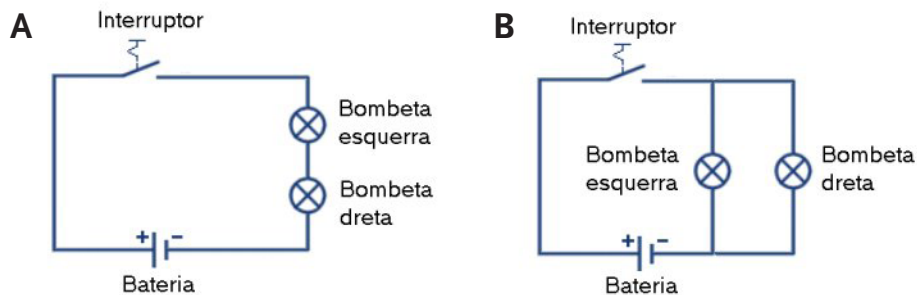 A
Interruptor
Bombeta
esquerra
Bombeta
dreta
+ -
Bateria
B
Interruptor
Bombeta
esquerra
Bombeta
dreta
+ -
Bateria